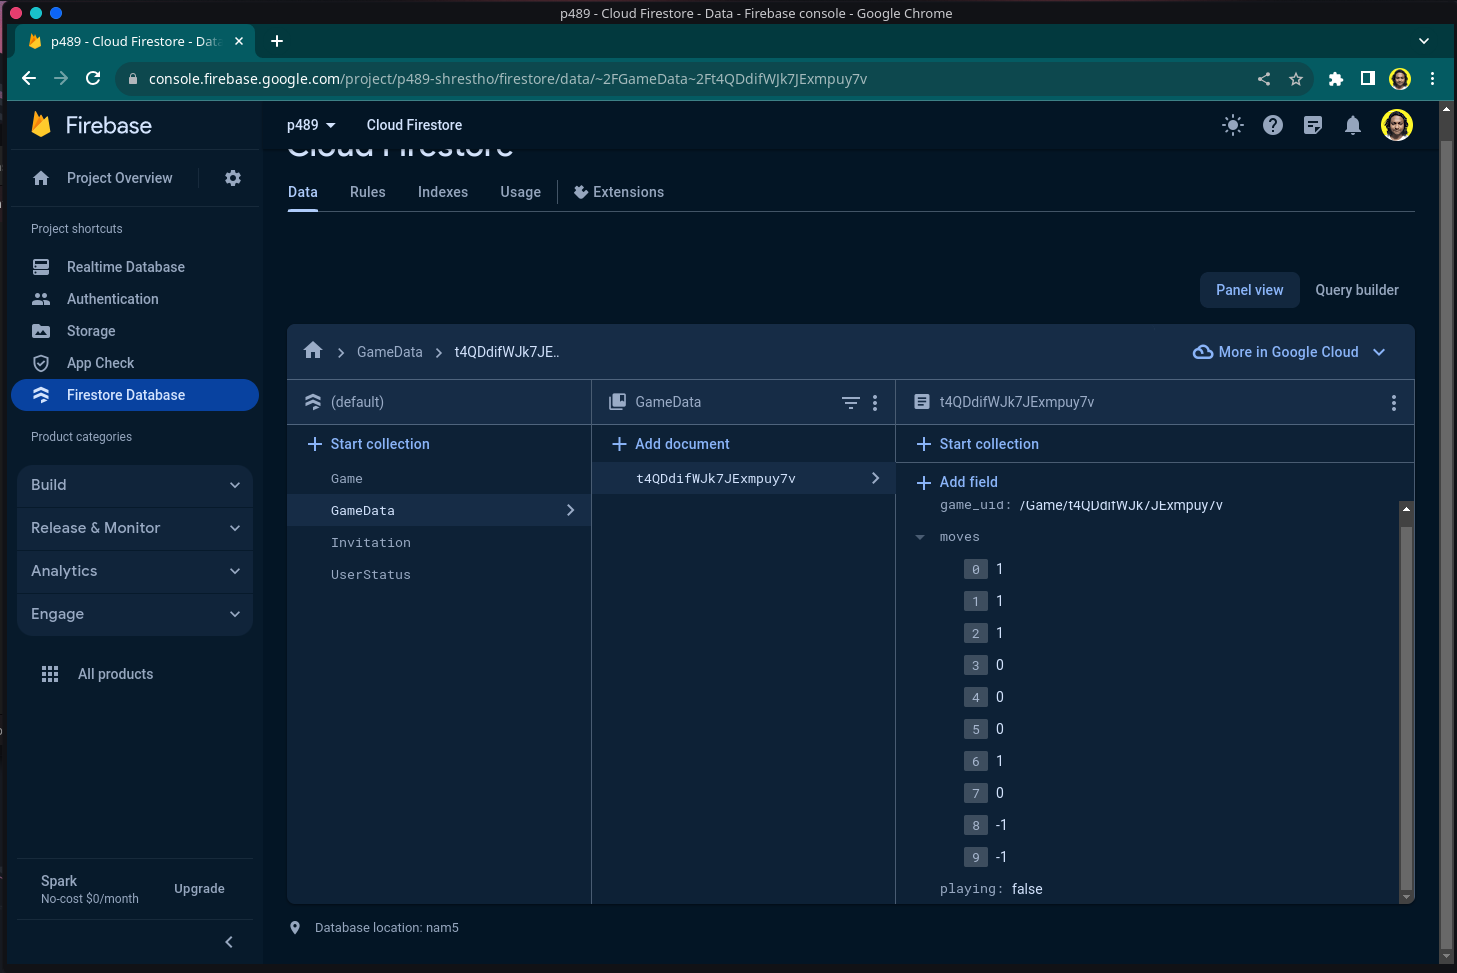 p489 - Cloud Firestore - Data - Firebase console - Google Chrome
p489 - Cloud Firestore - Data
console.firebase.google.com/project/p489-shrestho/firestore/data/~2FGameData~2Ft4QDdifWJk7JExmpuy7v
Firebase
p489
Cloud Firestore
Cloud Firestore
Project Overview
Data
Rules
Indexes
Usage
Extensions
Project shortcuts
Realtime Database
Authentication
Storage
App Check
Firestore Database
Product categories
Build
Release & Monitor
Analytics
Engage
All products
Spark
No-cost $0/month
Upgrade
Panel view
Query builder
GameData
t4QDdifWJk7JE..
More in Google Cloud
(default)
Start collection
Game
GameData
Invitation
UserStatus
GameData
Add document
t4QDdifWJk7JExmpuy7v
t4QDdifWJk7JExmpuy7v
Start collection
Add field
game_uid: /Game/t4QDdifWJk7JExmpuy7v
moves
0 1
1 1
2 1
3 0
4 0
5 0
6 1
7 0
8 -1
9 -1
playing: false
Database location: nam5